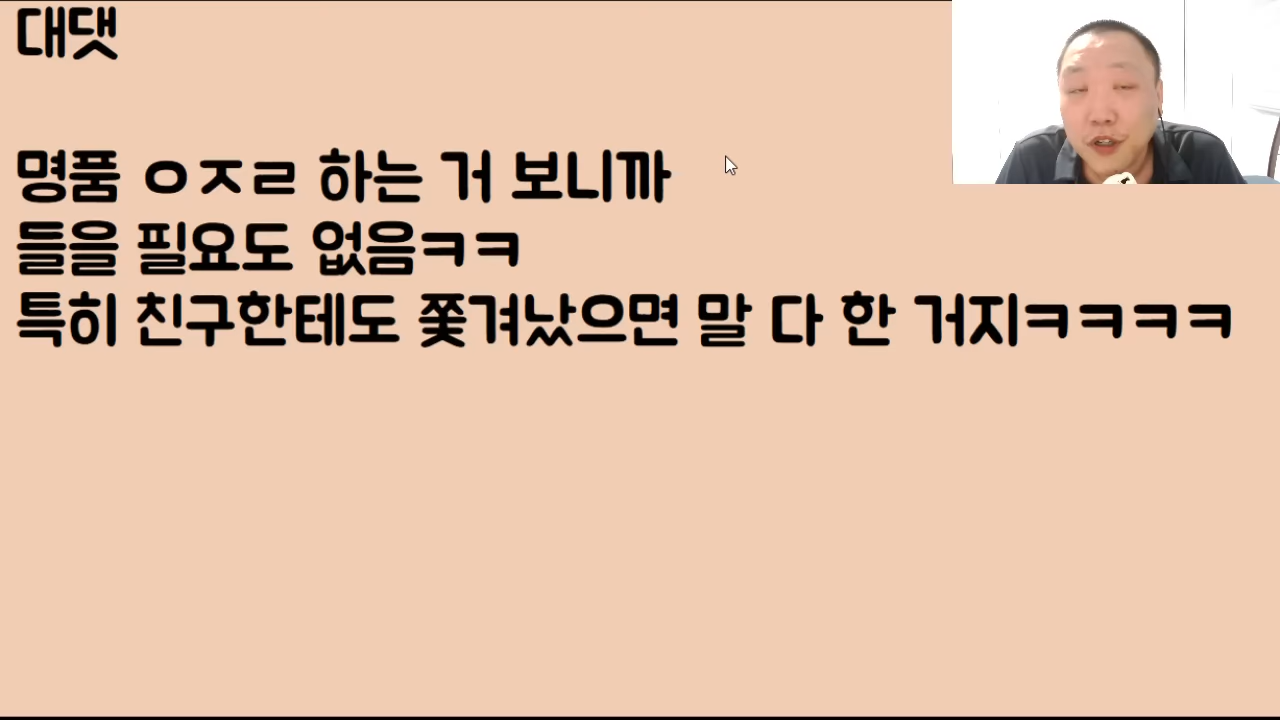 대댓
명품 ㅇㅈㄹ 하는 거 보니까
들을 필요도 없음ㅋㅋ
특히 친구한테도 쫓겨났으면 말 다 한 거지ㅋㅋㅋㅋ